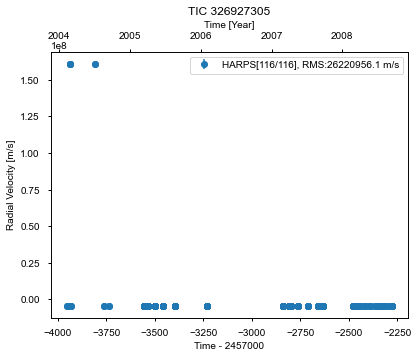 TIC 326927305
Time [Year]
2004 2005 2006 2007 2008
1e8
HARPS[116/116], RMS:26220956.1 m/s
Radial Velocity [m/s]
1.50
1.25
1.00
0.75
0.50
0.25
0.00
−4000 −3750 −3500 −3250 −3000 −2750 −2500 −2250
Time - 2457000